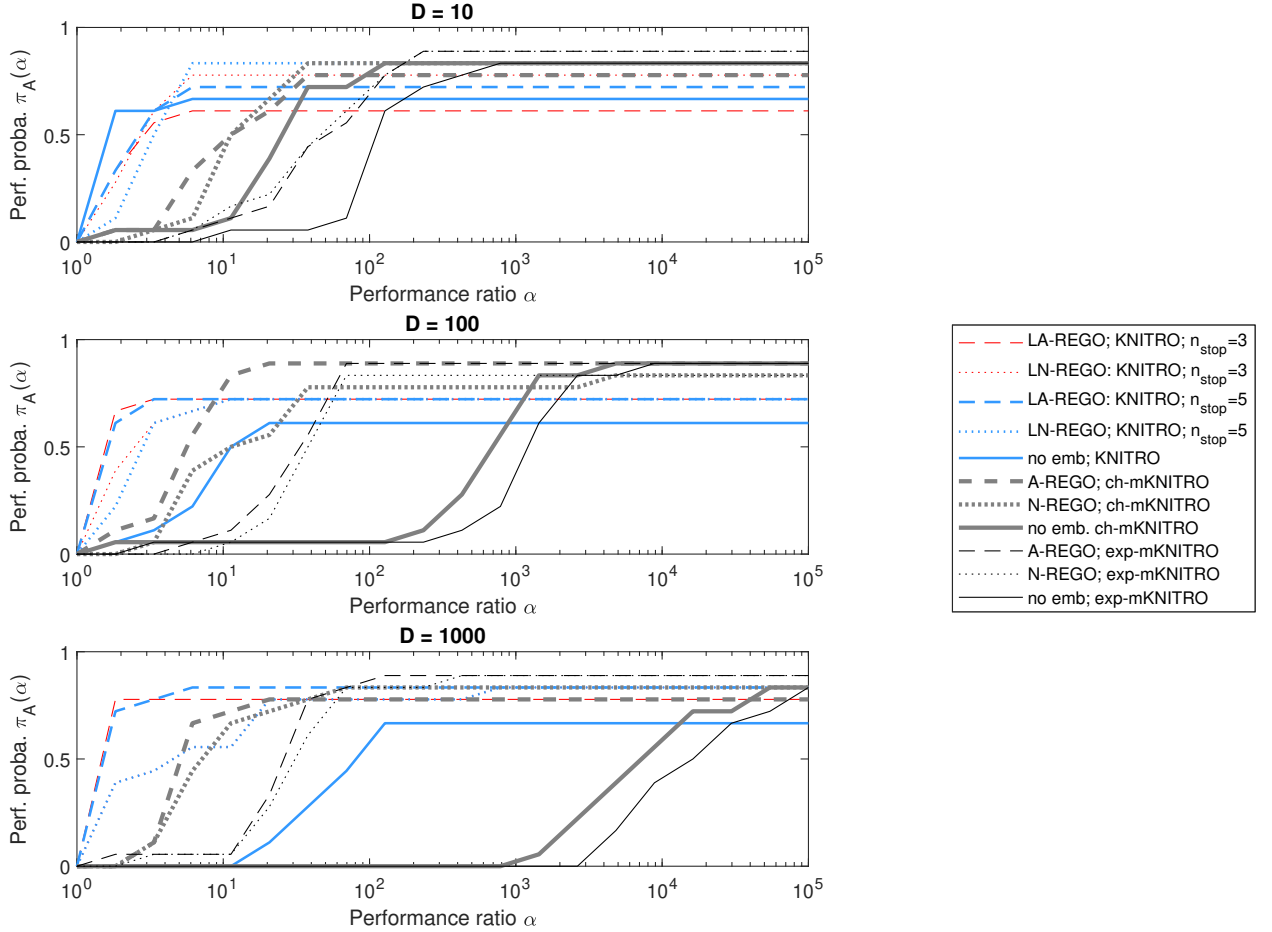 D = 10
1
0.5
0
Perf. proba. π_A(α)
10^0
10^1
10^2
10^3
10^4
10^5
Performance ratio α
D = 100
1
0.5
0
Perf. proba. π_A(α)
10^0
10^1
10^2
10^3
10^4
10^5
Performance ratio α
D = 1000
1
0.5
0
Perf. proba. π_A(α)
10^0
10^1
10^2
10^3
10^4
10^5
Performance ratio α
LA-REGO; KNITRO; n_stop=3
LN-REGO: KNITRO; n_stop=3
LA-REGO: KNITRO; n_stop=5
LN-REGO; KNITRO; n_stop=5
no emb; KNITRO
A-REGO; ch-mKNITRO
N-REGO; ch-mKNITRO
no emb. ch-mKNITRO
A-REGO; exp-mKNITRO
N-REGO; exp-mKNITRO
no emb; exp-mKNITRO